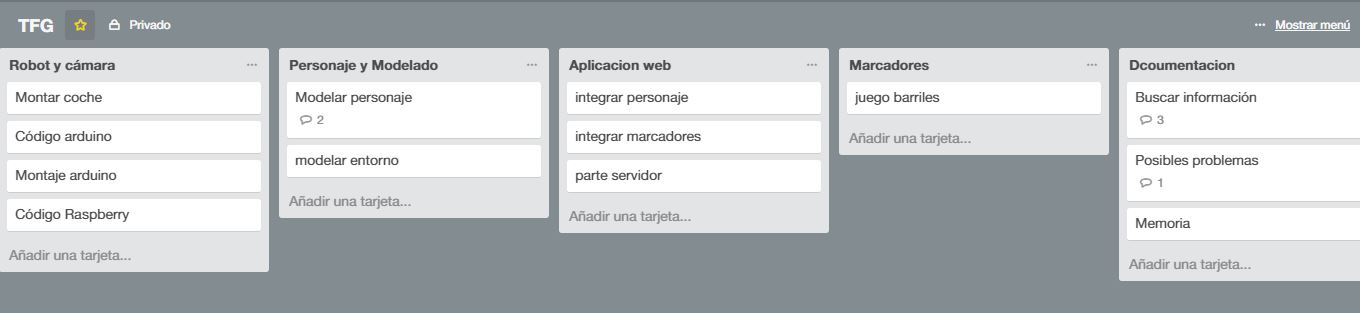 TFG
Privado
Mostrar menú
Robot y cámara
Montar coche
Código arduino
Montaje arduino
Código Raspberry
Añadir una tarjeta...
Personaje y Modelado
Modelar personaje
2
modelar entorno
Añadir una tarjeta...
Aplicacion web
integrar personaje
integrar marcadores
parte servidor
Añadir una tarjeta...
Marcadores
juego barriles
Añadir una tarjeta...
Dcoumentacion
Buscar información
3
Posibles problemas
1
Memoria
Añadir una tarjeta...